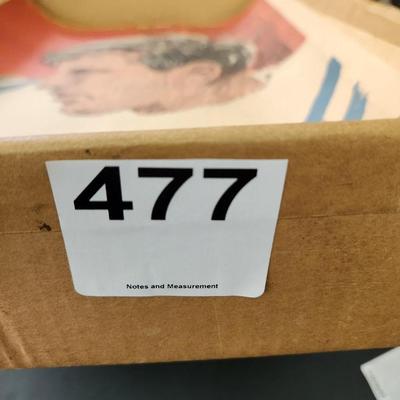 477
Notes and Measurement